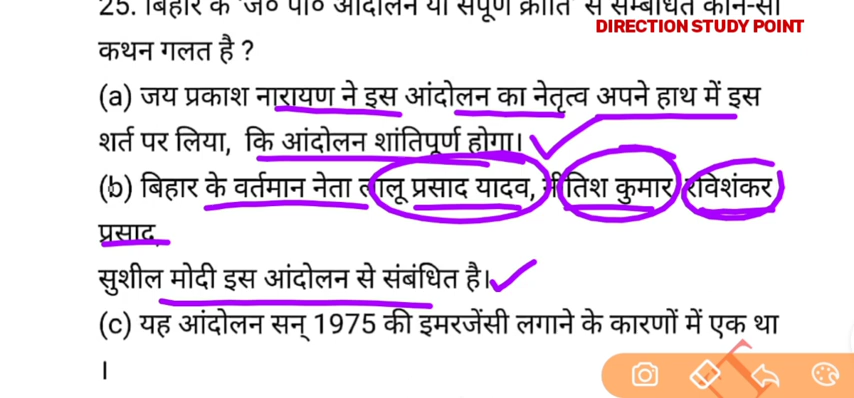 25. बिहार के 'जे० पी० आंदोलन या संपूर्ण क्रांति' से सम्बंधित कौन-सा
DIRECTION STUDY POINT
कथन गलत है ?
(a) जय प्रकाश नारायण ने इस आंदोलन का नेतृत्व अपने हाथ में इस
शर्त पर लिया, कि आंदोलन शांतिपूर्ण होगा।
(b) बिहार के वर्तमान नेता लालू प्रसाद यादव, नीतिश कुमार रविशंकर
प्रसाद,
सुशील मोदी इस आंदोलन से संबंधित है।
(c) यह आंदोलन सन् 1975 की इमरजेंसी लगाने के कारणों में एक था
।